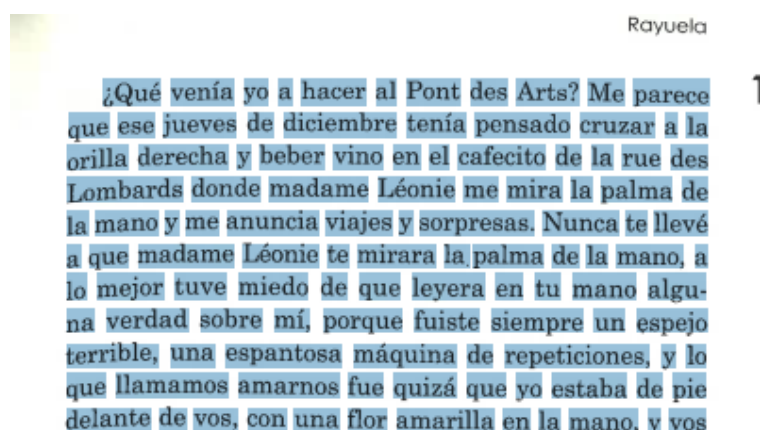 Rayuela
¿Qué venía yo a hacer al Pont des Arts? Me parece
que ese jueves de diciembre tenía pensado cruzar a la
orilla derecha y beber vino en el cafecito de la rue des
Lombards donde madame Léonie me mira la palma de
la mano y me anuncia viajes y sorpresas. Nunca te llevé
a que madame Léonie te mirara la palma de la mano, a
lo mejor tuve miedo de que leyera en tu mano algu-
na verdad sobre mí, porque fuiste siempre un espejo
terrible, una espantosa máquina de repeticiones, y lo
que llamamos amarnos fue quizá que yo estaba de pie
delante de vos, con una flor amarilla en la mano, y vos